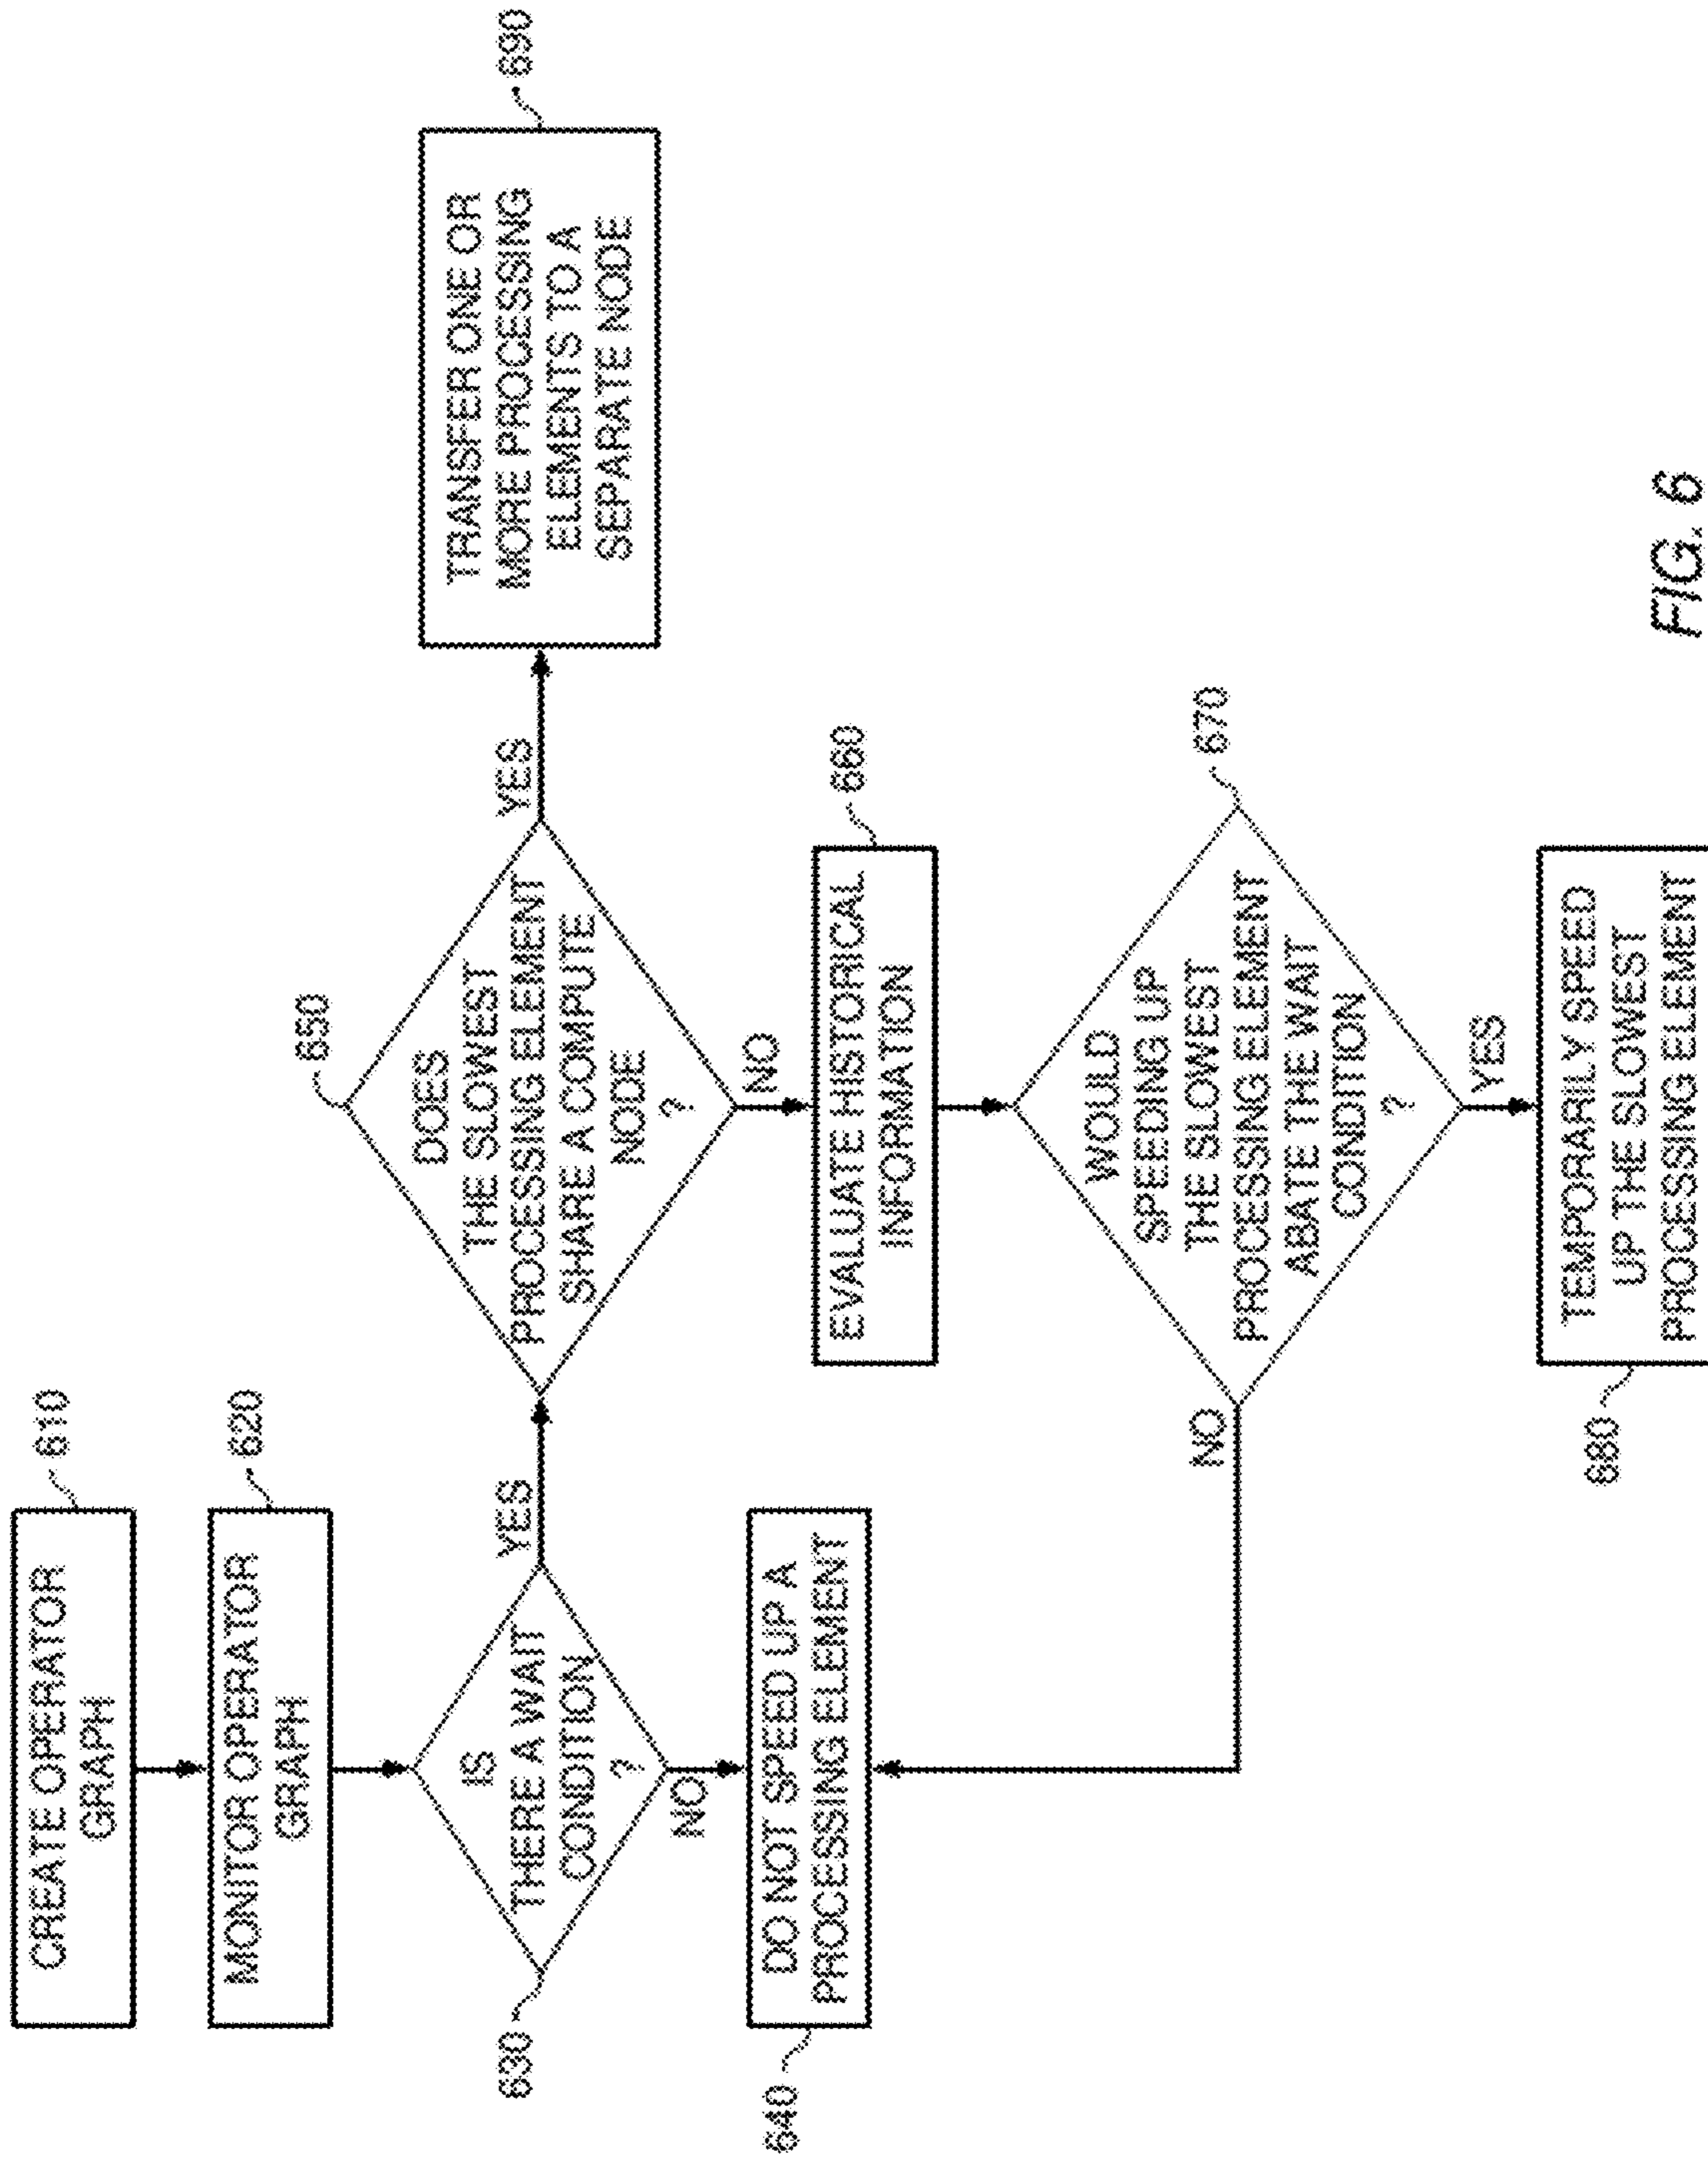 CREATE OPERATOR
GRAPH
610
MONITOR OPERATOR
GRAPH
620
IS
THERE A WAIT
CONDITION
?
630
YES
NO
DO NOT SPEED UP A
PROCESSING ELEMENT
640
650
DOES
THE SLOWEST
PROCESSING ELEMENT
SHARE A COMPUTE
NODE
?
YES
NO
TRANSFER ONE OR
MORE PROCESSING
ELEMENTS TO A
SEPARATE NODE
690
EVALUATE HISTORICAL
INFORMATION
660
WOULD
SPEEDING UP
THE SLOWEST
PROCESSING ELEMENT
ABATE THE WAIT
CONDITION
?
670
NO
YES
TEMPORARILY SPEED
UP THE SLOWEST
PROCESSING ELEMENT
680
FIG. 6